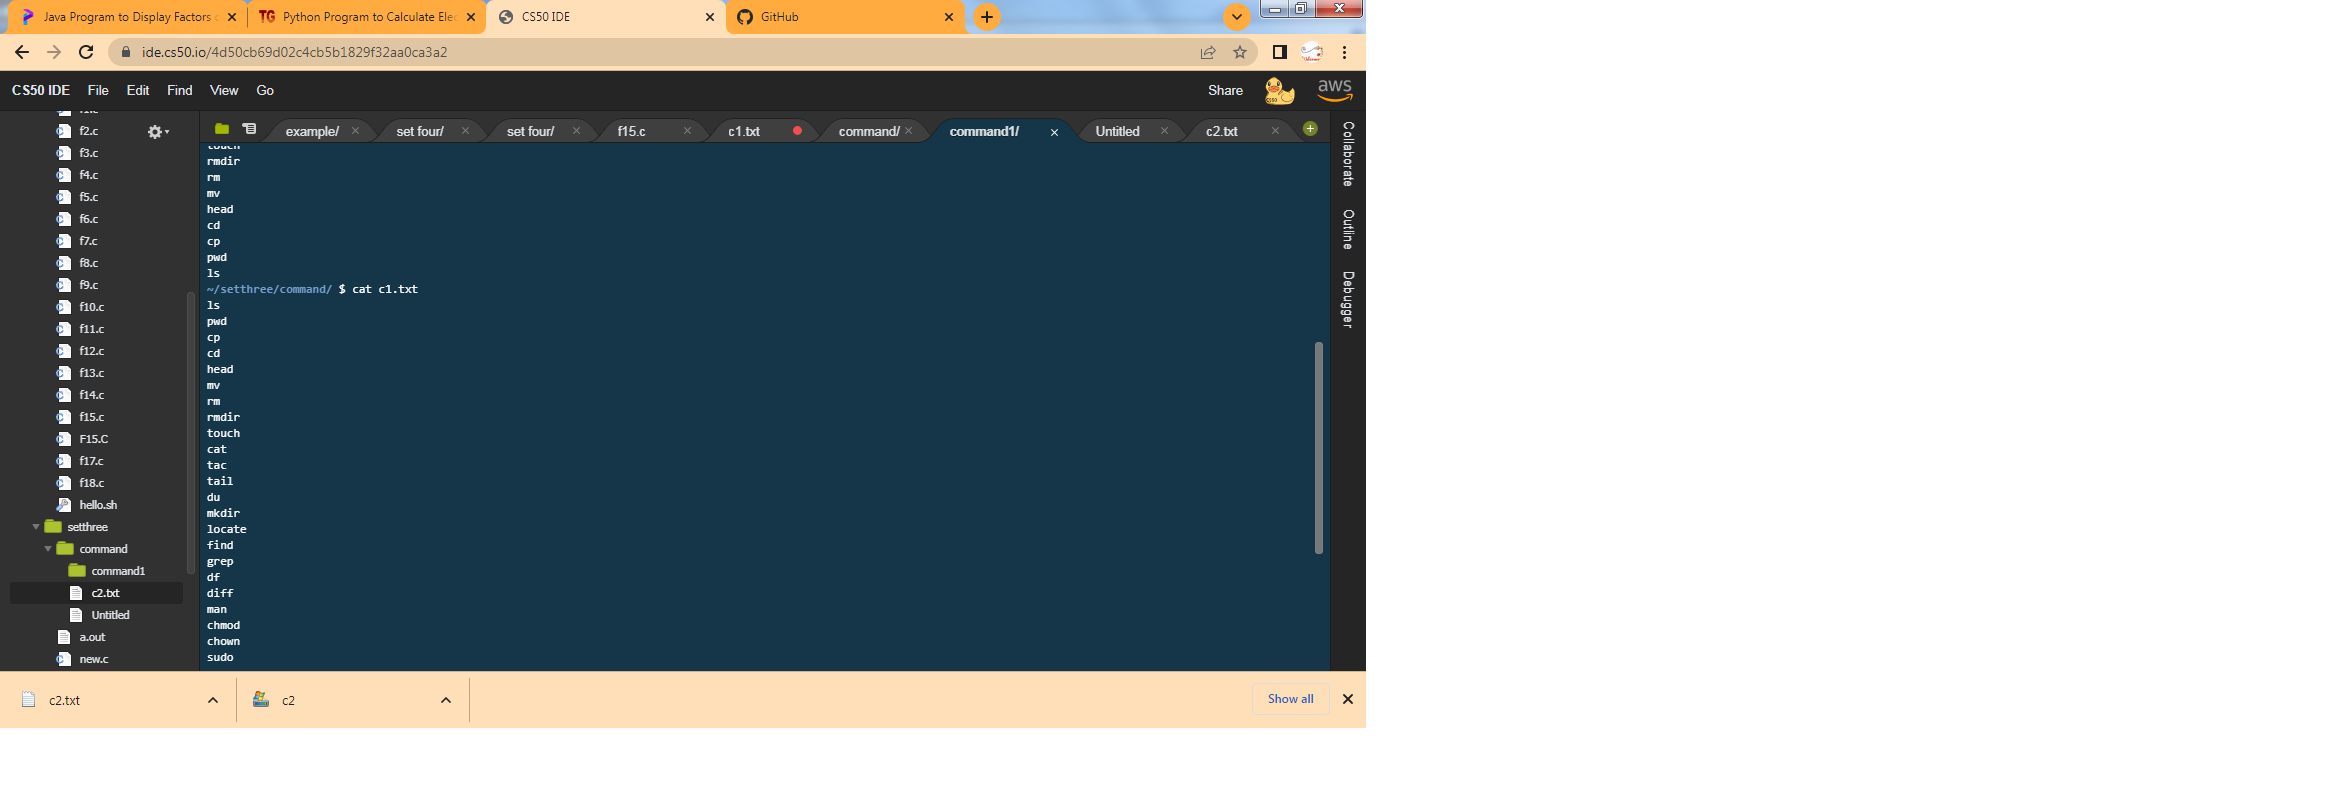 Java Program to Display Factors
Python Program to Calculate Ele
CS50 IDE
GitHub
ide.cs50.io/4d50cb69d02c4cb5b1829f32aa0ca3a2
CS50 IDE File Edit Find View Go Share aws
example/ set four/ set four/ f15.c c1.txt command/ command1/ Untitled c2.txt
f2.c
f3.c
f4.c
f5.c
f6.c
f7.c
f8.c
f9.c
f10.c
f11.c
f12.c
f13.c
f14.c
f15.c
F15.C
f17.c
f18.c
hello.sh
setthree
command
command1
c2.txt
Untitled
a.out
new.c
touch
rmdir
rm
mv
head
cd
cp
pwd
ls
~/setthree/command/ $ cat c1.txt
ls
pwd
cp
cd
head
mv
rm
rmdir
touch
cat
tac
tail
du
mkdir
locate
find
grep
df
diff
man
chmod
chown
sudo
Collaborate
Outline
Debugger
c2.txt
c2
Show all